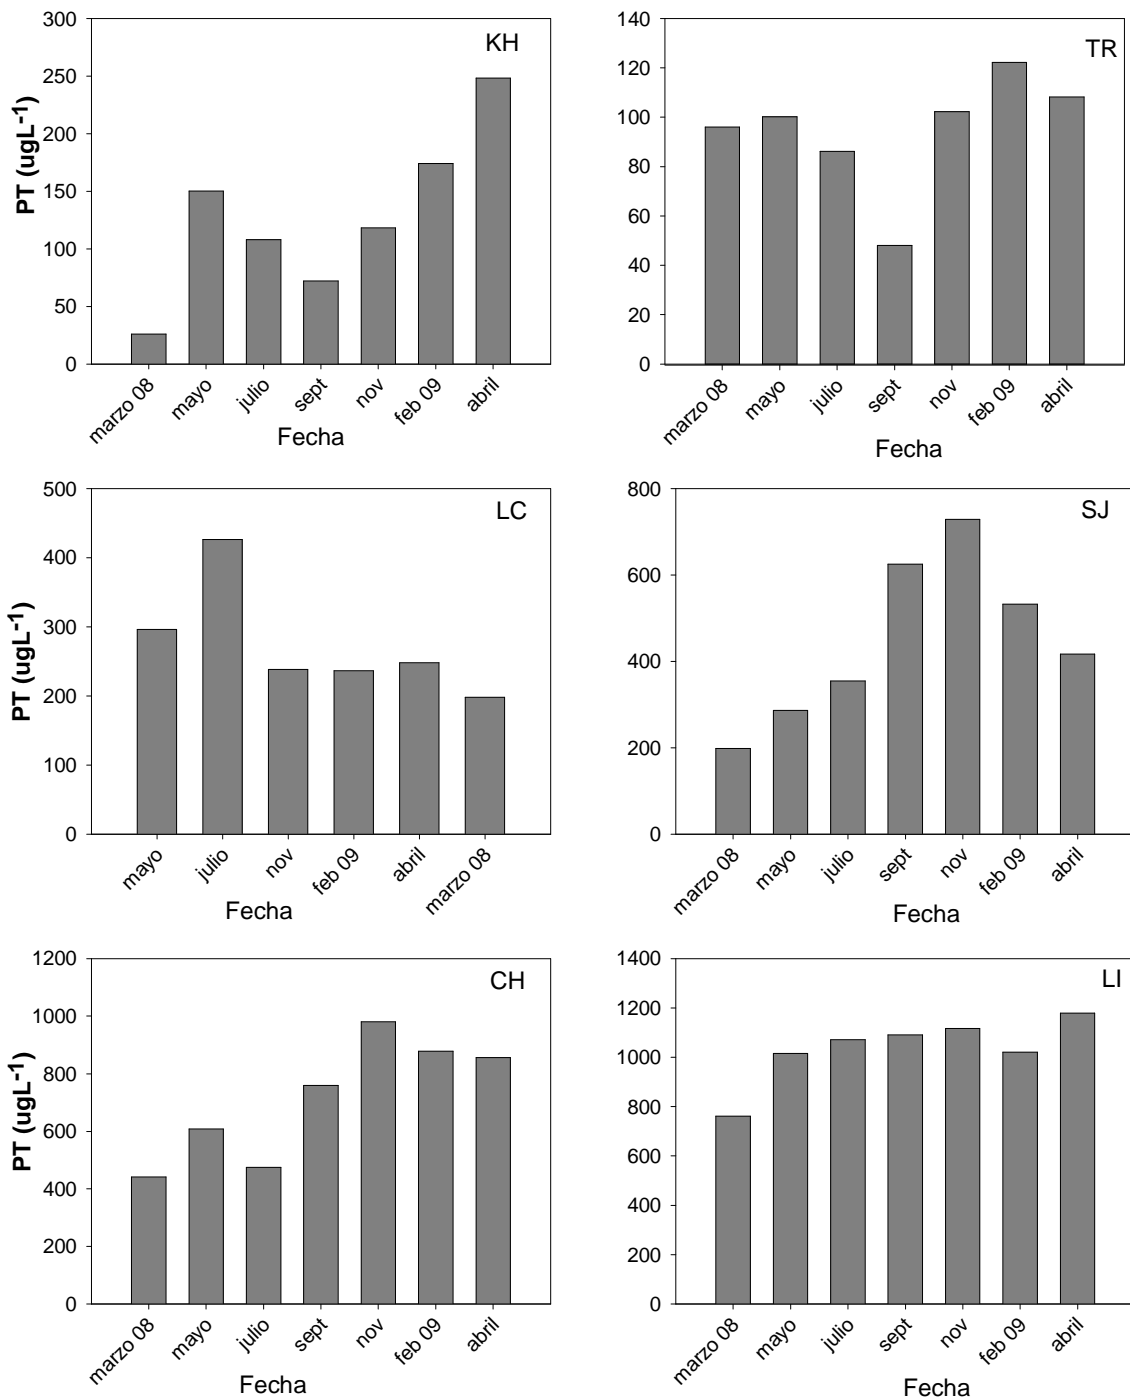 KH
PT (ugL-1)
300
250
200
150
100
50
0
marzo 08
mayo
julio
sept
nov
feb 09
abril
Fecha
TR
140
120
100
80
60
40
20
0
marzo 08
mayo
julio
sept
nov
feb 09
abril
Fecha
LC
PT (ugL-1)
500
400
300
200
100
0
mayo
julio
nov
feb 09
abril
marzo 08
Fecha
SJ
800
600
400
200
0
marzo 08
mayo
julio
sept
nov
feb 09
abril
Fecha
CH
PT (ugL-1)
1200
1000
800
600
400
200
0
marzo 08
mayo
julio
sept
nov
feb 09
abril
Fecha
LI
1400
1200
1000
800
600
400
200
0
marzo 08
mayo
julio
sept
nov
feb 09
abril
Fecha